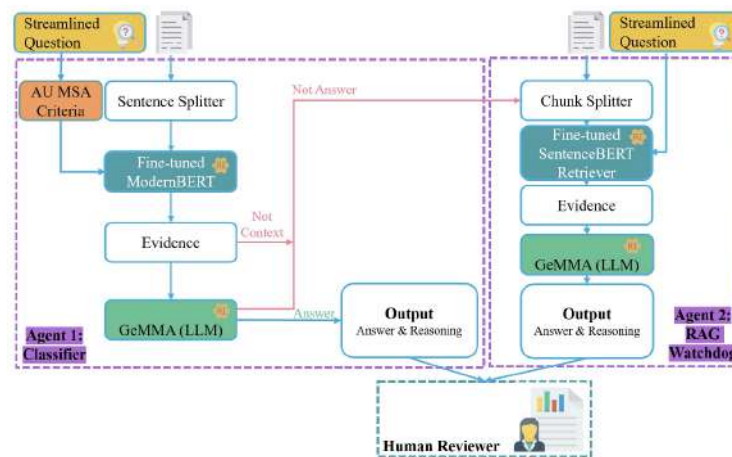 Streamlined
Question
AU MSA
Criteria
Sentence Splitter
Fine-tuned
ModernBERT
Evidence
Not
Context
GeMMA (LLM)
Answer
Output
Answer & Reasoning
Agent 1:
Classifier
Not Answer
Streamlined
Question
Chunk Splitter
Fine-tuned
SentenceBERT
Retriever
Evidence
GeMMA (LLM)
Output
Answer & Reasoning
Agent 2:
RAG
Watchdog
Human Reviewer